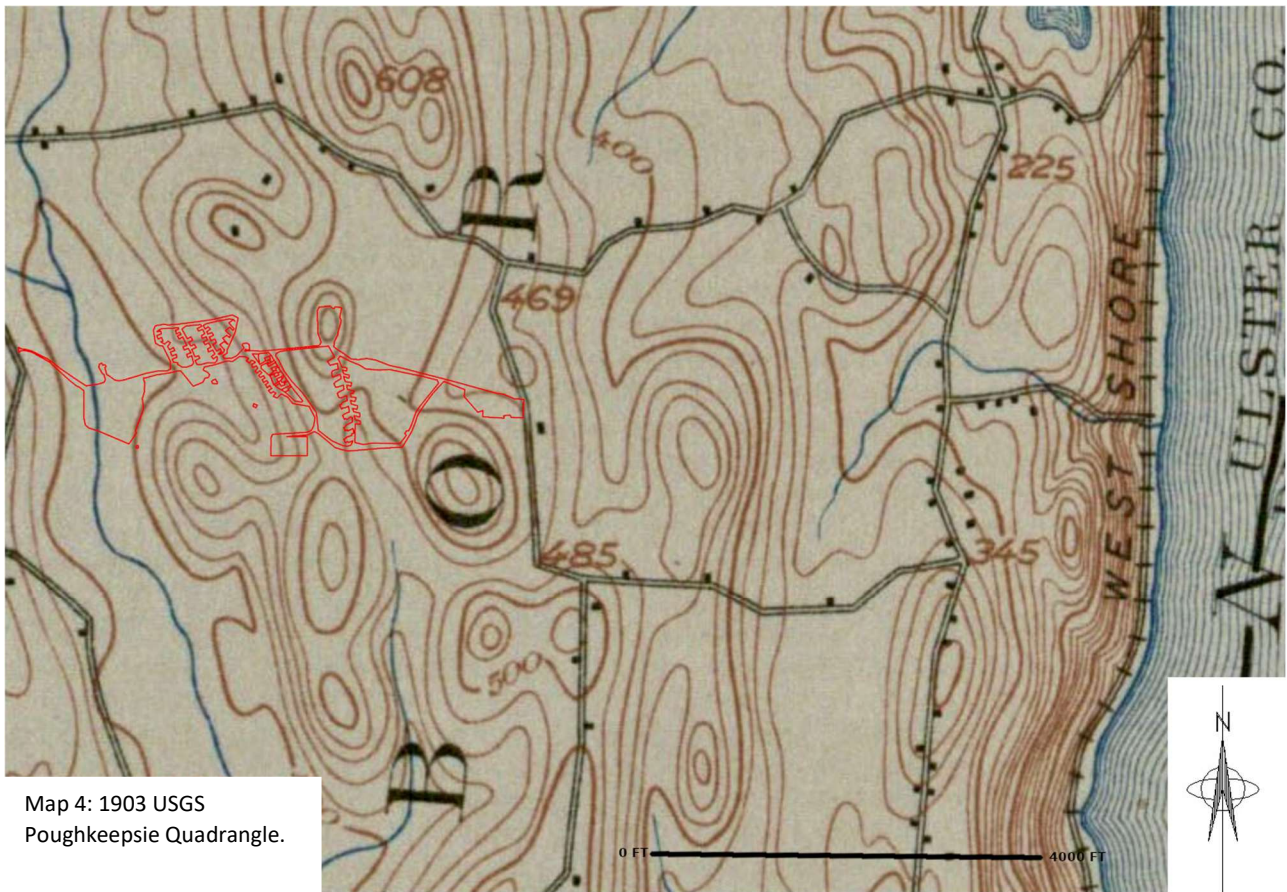 608
400
R
225
469
WEST SHORE
ULSTER CO.
O
485
345
500
R
N
N
Map 4: 1903 USGS
Poughkeepsie Quadrangle.
0 FT
4000 FT